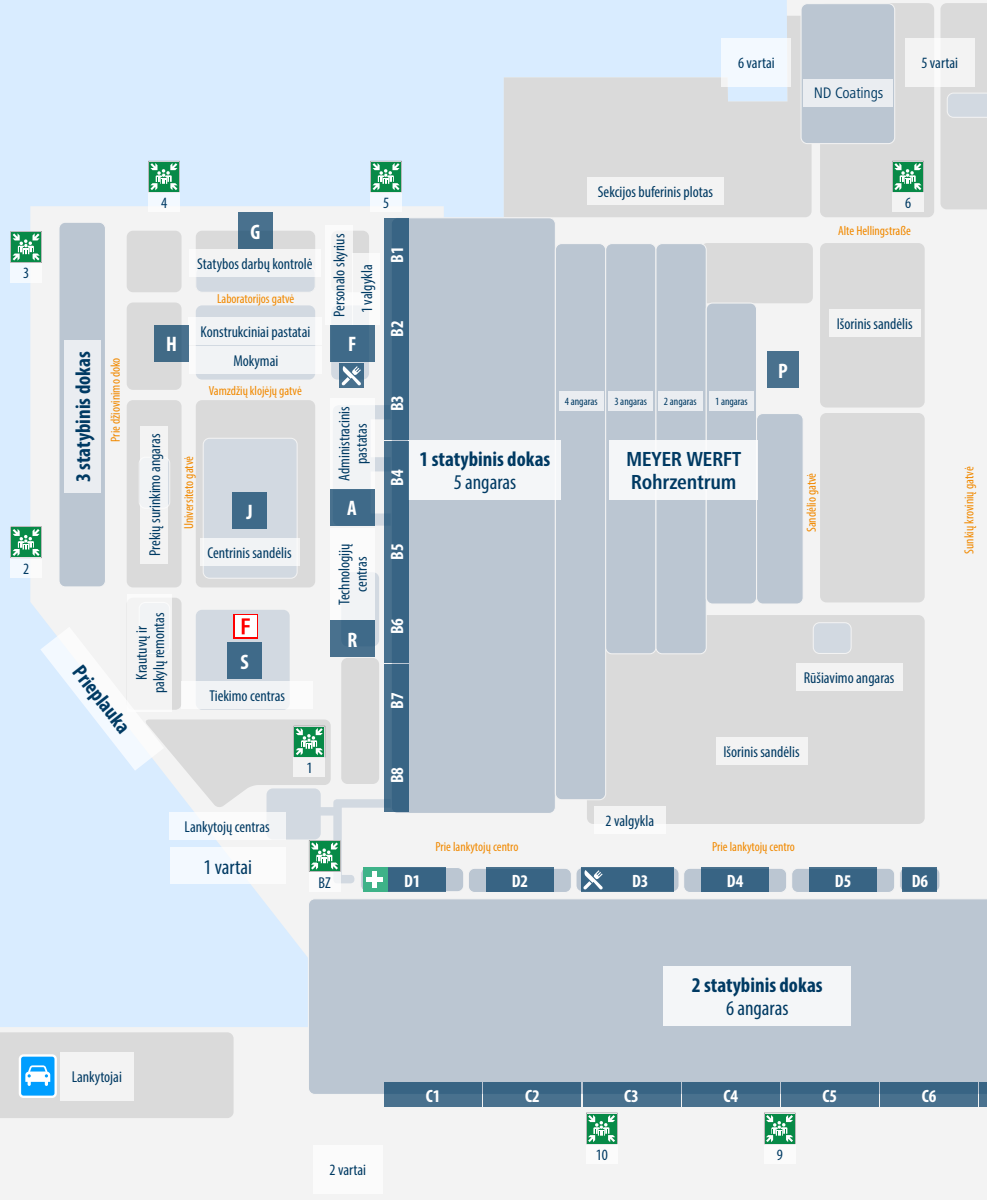 6 vartai
5 vartai
ND Coatings
Sekcijos buferinis plotas
4
5
6
3
Alte Hellingstraße
G
Statybos darbų kontrolė
Laboratorijos gatvė
Personalo skyrius
1 valgykla
B1
B2
H
Konstrukciniai pastatai
Mokymai
F
Išorinis sandėlis
P
3 statybinis dokas
Prie džiovinimo doko
Vamzdžių klojėjų gatvė
B3
4 angaras
3 angaras
2 angaras
1 angaras
Prekių surinkimo angaras
Universiteto gatvė
Administracinis
pastatas
B4
1 statybinis dokas
5 angaras
MEYER WERFT
Rohrzentrum
Sandėlio gatvė
Sunkių krovinių gatvė
J
A
Centrinis sandėlis
2
Technologijų
centras
B5
Krautuvų ir
pakylų remontas
F
S
Tiekimo centras
R
B6
Prieplauka
B7
Rūšiavimo angaras
1
B8
Išorinis sandėlis
Lankytojų centras
2 valgykla
1 vartai
BZ
Prie lankytojų centro
Prie lankytojų centro
D1
D2
D3
D4
D5
D6
2 statybinis dokas
6 angaras
Lankytojai
C1
C2
C3
C4
C5
C6
10
9
2 vartai